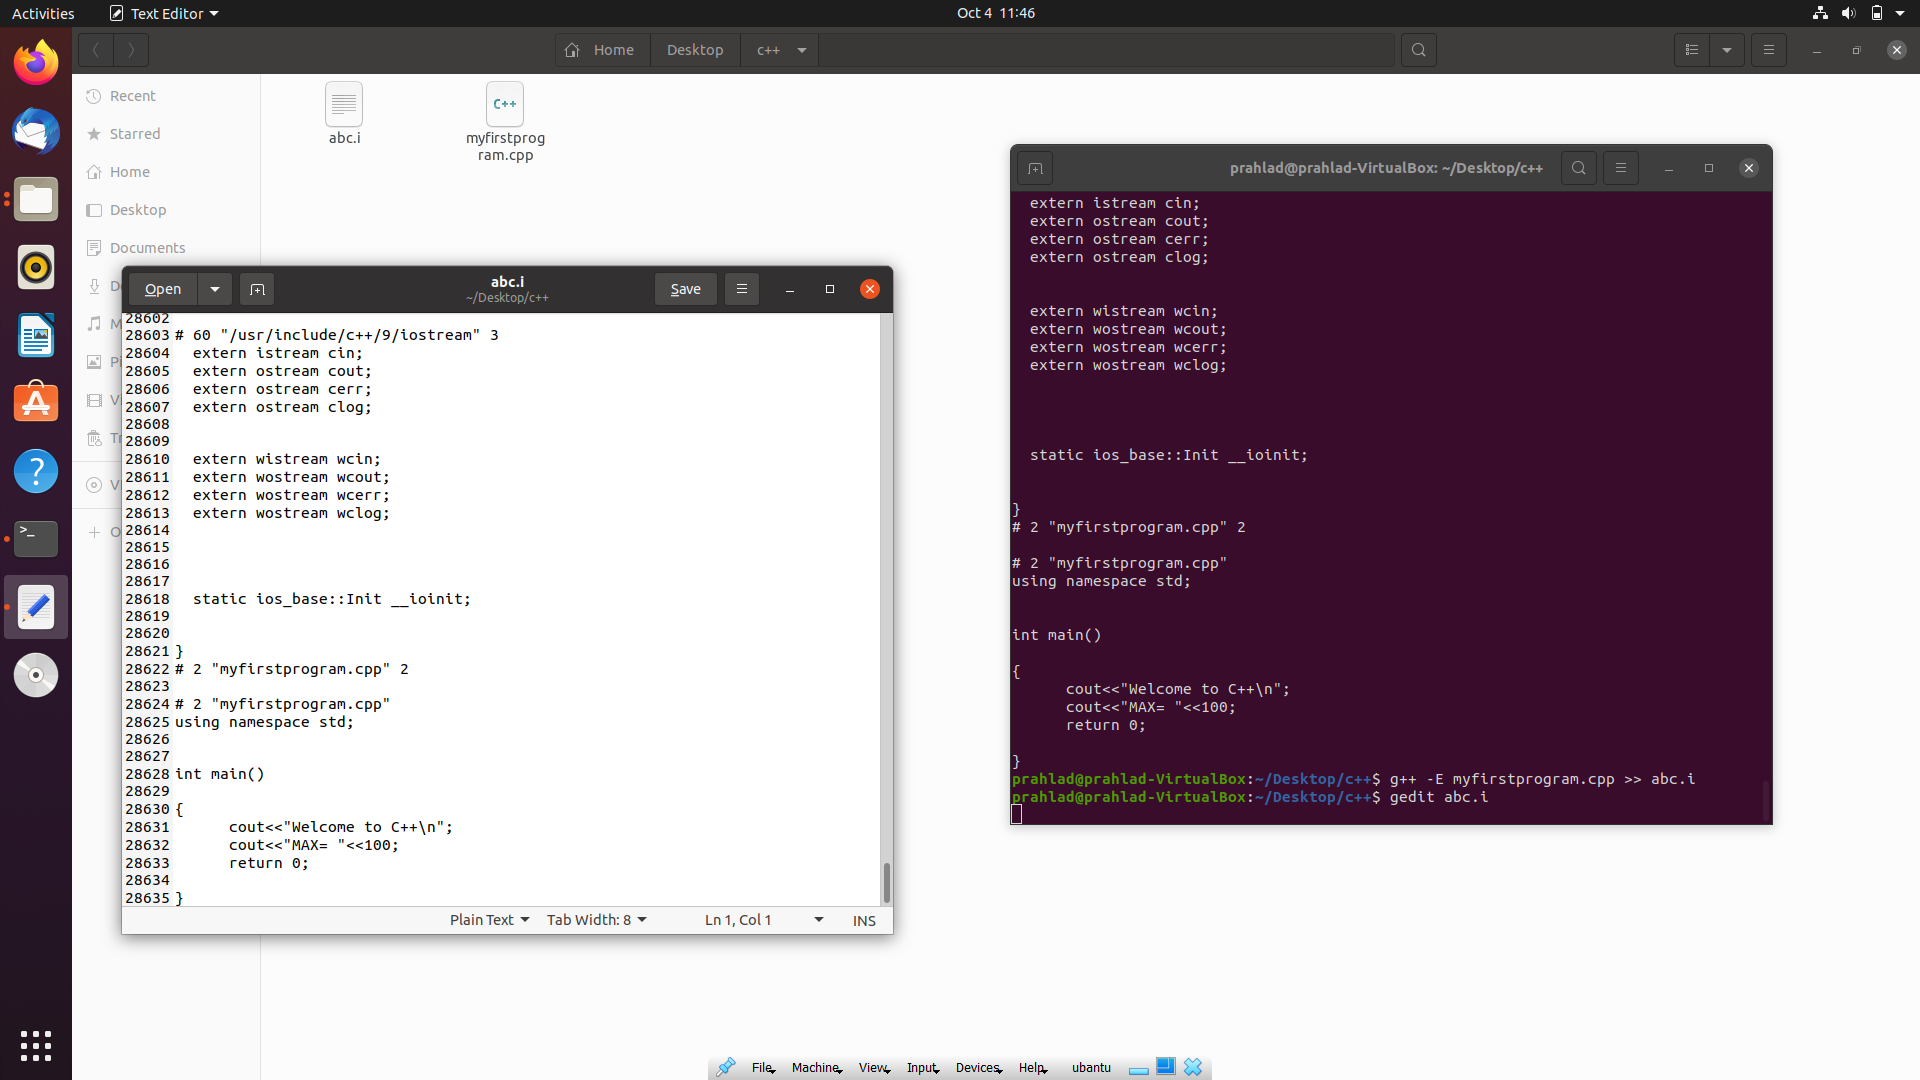 Activities
Text Editor
Oct 4 11:46
Home
Desktop
c++
Recent
Starred
Home
Desktop
Documents
abc.i
C++
myfirstprog
ram.cpp
Open
abc.i
~/Desktop/c++
Save
28602
28603 # 60 "/usr/include/c++/9/iostream" 3
28604   extern istream cin;
28605   extern ostream cout;
28606   extern ostream cerr;
28607   extern ostream clog;
28608
28609
28610   extern wistream wcin;
28611   extern wostream wcout;
28612   extern wostream wcerr;
28613   extern wostream wclog;
28614
28615
28616
28617
28618   static ios_base::Init __ioinit;
28619
28620
28621 }
28622 # 2 "myfirstprogram.cpp" 2
28623
28624 # 2 "myfirstprogram.cpp"
28625 using namespace std;
28626
28627
28628 int main()
28629
28630 {
28631       cout<<"Welcome to C++\n";
28632       cout<<"MAX= "<<100;
28633       return 0;
28634
28635 }
Plain Text
Tab Width: 8
Ln 1, Col 1
INS
prahlad@prahlad-VirtualBox: ~/Desktop/c++
extern istream cin;
extern ostream cout;
extern ostream cerr;
extern ostream clog;
extern wistream wcin;
extern wostream wcout;
extern wostream wcerr;
extern wostream wclog;
static ios_base::Init __ioinit;
}
# 2 "myfirstprogram.cpp" 2
# 2 "myfirstprogram.cpp"
using namespace std;
int main()
{
cout<<"Welcome to C++\n";
cout<<"MAX= "<<100;
return 0;
}
prahlad@prahlad-VirtualBox:~/Desktop/c++$ g++ -E myfirstprogram.cpp >> abc.i
prahlad@prahlad-VirtualBox:~/Desktop/c++$ gedit abc.i
File
Machine
View
Input
Devices
Help
ubantu